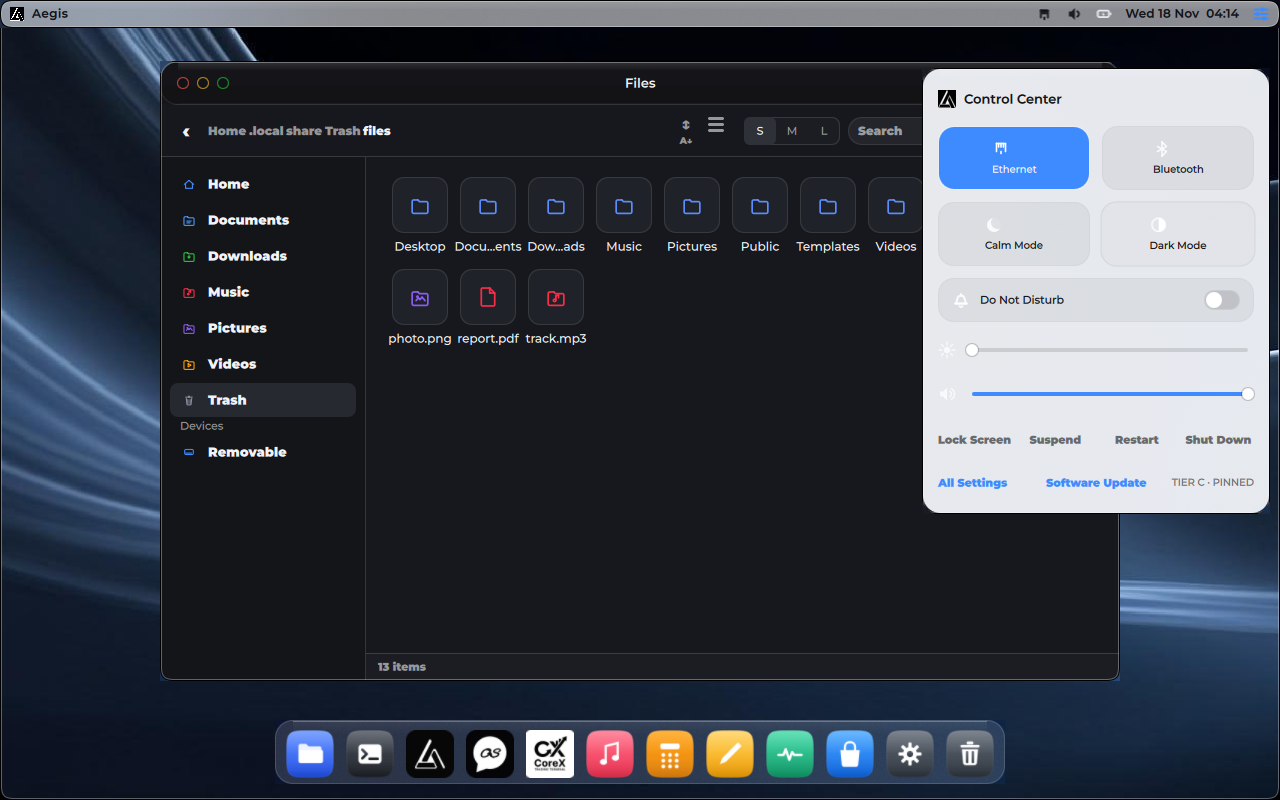 Aegis
Wed 18 Nov 04:14
Files
Home .local share Trash files
A+
S M L
Search
Home
Documents
Downloads
Music
Pictures
Videos
Trash
Devices
Removable
Desktop Docu...ents Dow...ads Music Pictures Public Templates Videos
photo.png report.pdf track.mp3
13 items
Control Center
Ethernet
Bluetooth
Calm Mode
Dark Mode
Do Not Disturb
Lock Screen Suspend Restart Shut Down
All Settings Software Update TIER C · PINNED
as
CX
CoreX